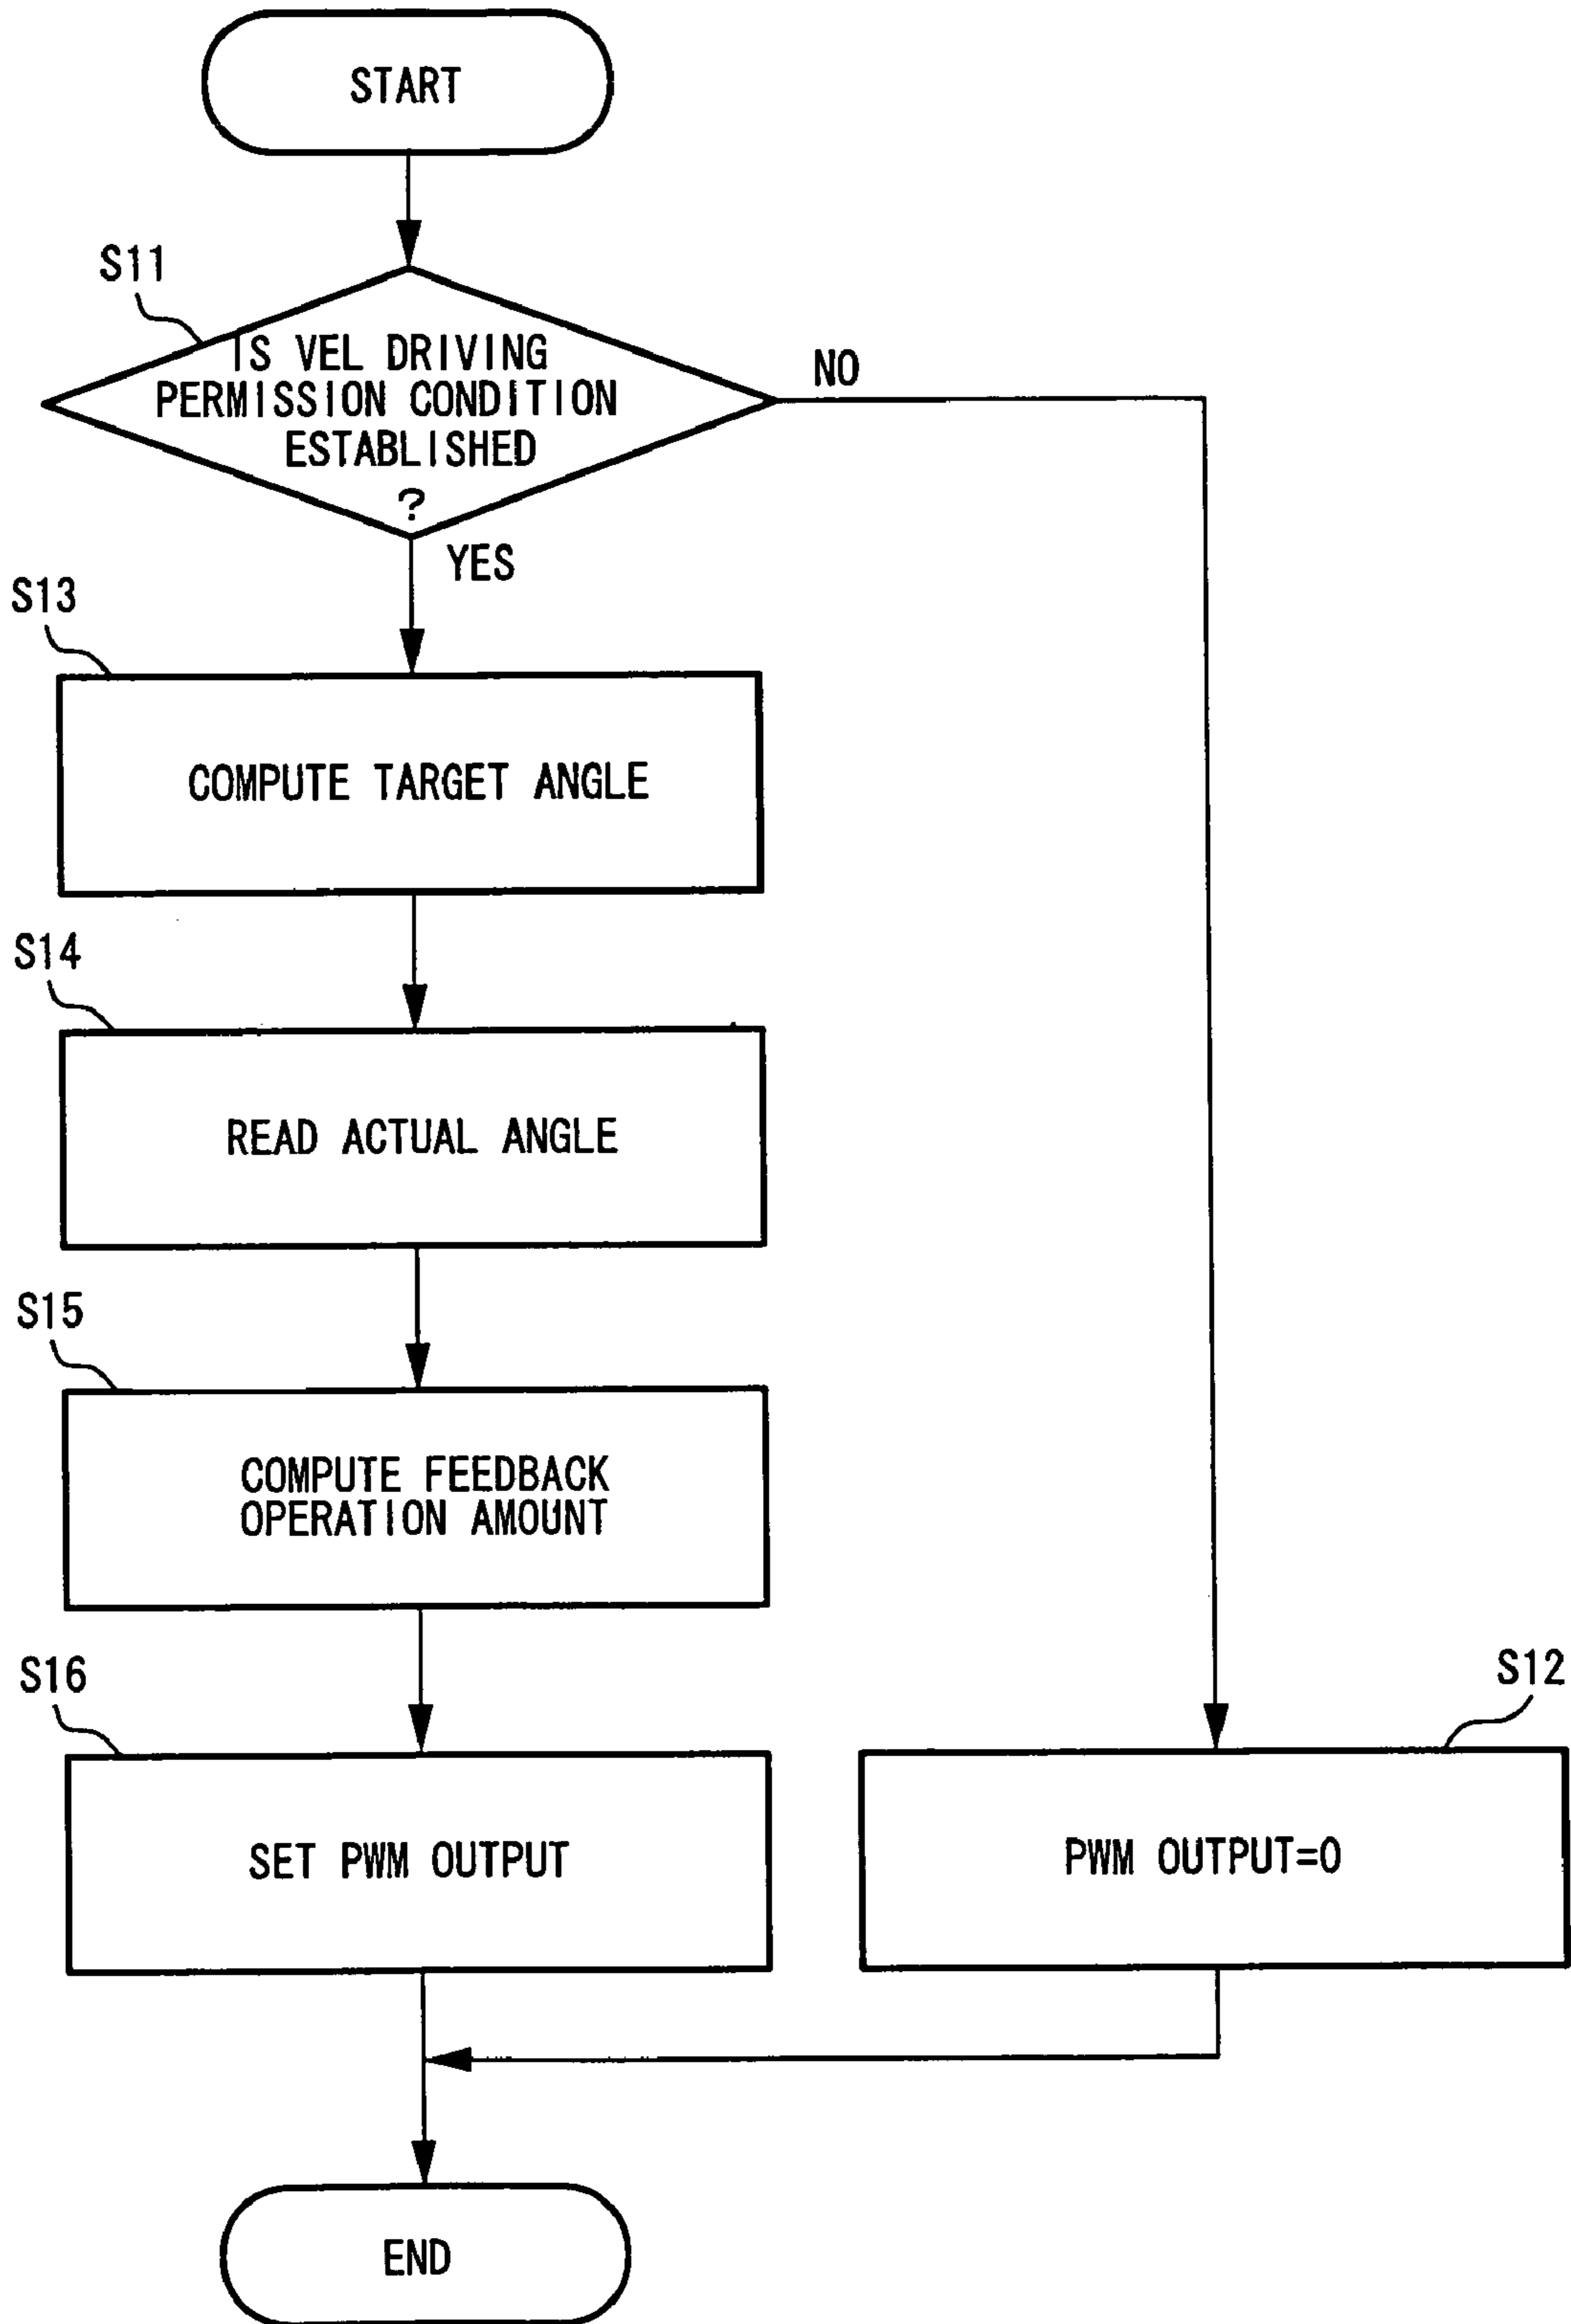 START
S11
IS VEL DRIVING
PERMISSION CONDITION
ESTABLISHED
?
NO
YES
S13
COMPUTE TARGET ANGLE
S14
READ ACTUAL ANGLE
S15
COMPUTE FEEDBACK
OPERATION AMOUNT
S16
SET PWM OUTPUT
S12
PWM OUTPUT=0
END